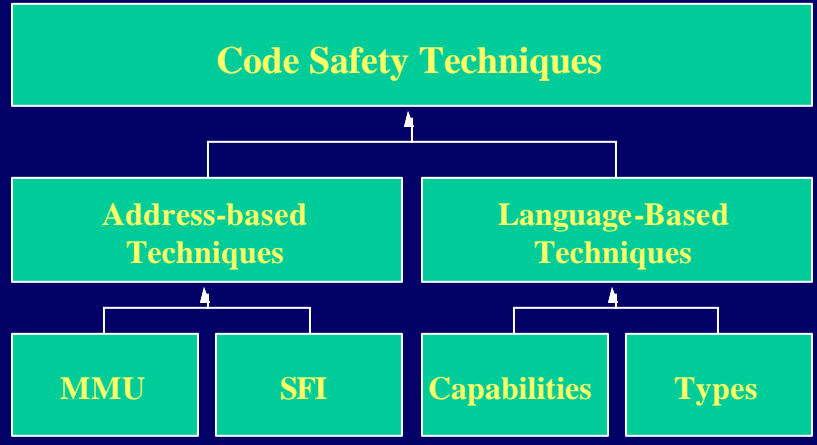 Code Safety Techniques
Address-based
Techniques
Language-Based
Techniques
MMU
SFI
Capabilities
Types